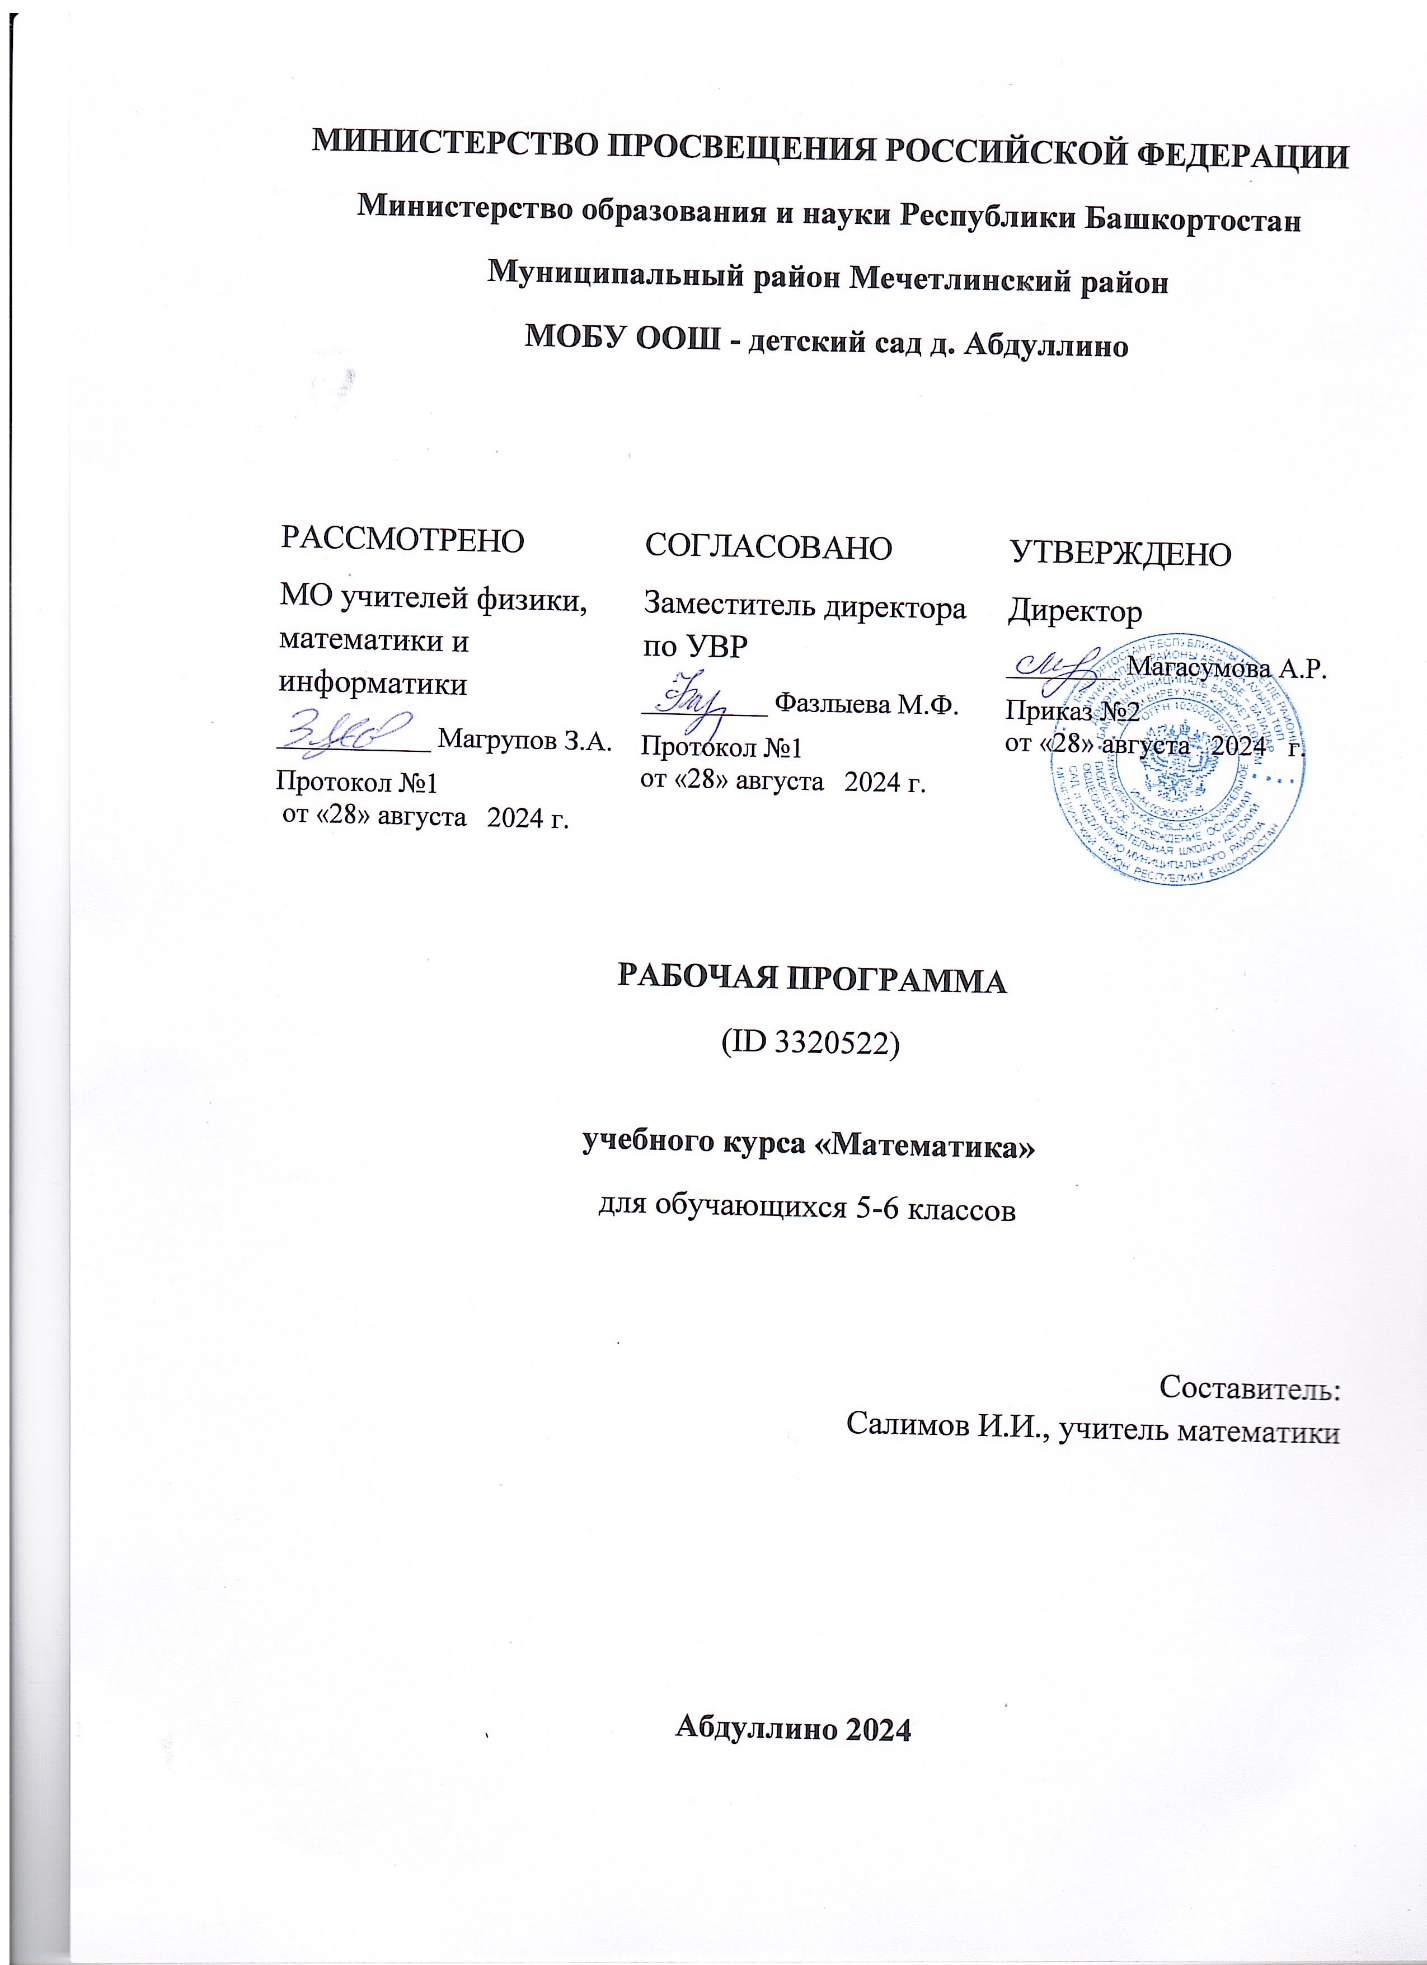 МИНИСТЕРСТВО ПРОСВЕЩЕНИЯ РОССИЙСКОЙ ФЕДЕРАЦИИ
Министерство образования и науки Республики Башкортостан
Муниципальный район Мечетлинский район
МОБУ ООШ - детский сад д. Абдуллино
РАССМОТРЕНО
МО учителей физики,
математики и
информатики
____________ Магрупов З.А.
Протокол №1
от «28» августа 2024 г.
СОГЛАСОВАНО
Заместитель директора
по УВР
__________ Фазлыева М.Ф.
Протокол №1
от «28» августа 2024 г.
УТВЕРЖДЕНО
Директор
_________ Магасумова А.Р.
Приказ №2
от «28» августа 2024 г.
РАБОЧАЯ ПРОГРАММА
(ID 3320522)
учебного курса «Математика»
для обучающихся 5-6 классов
Составитель:
Салимов И.И., учитель математики
Абдуллино 2024